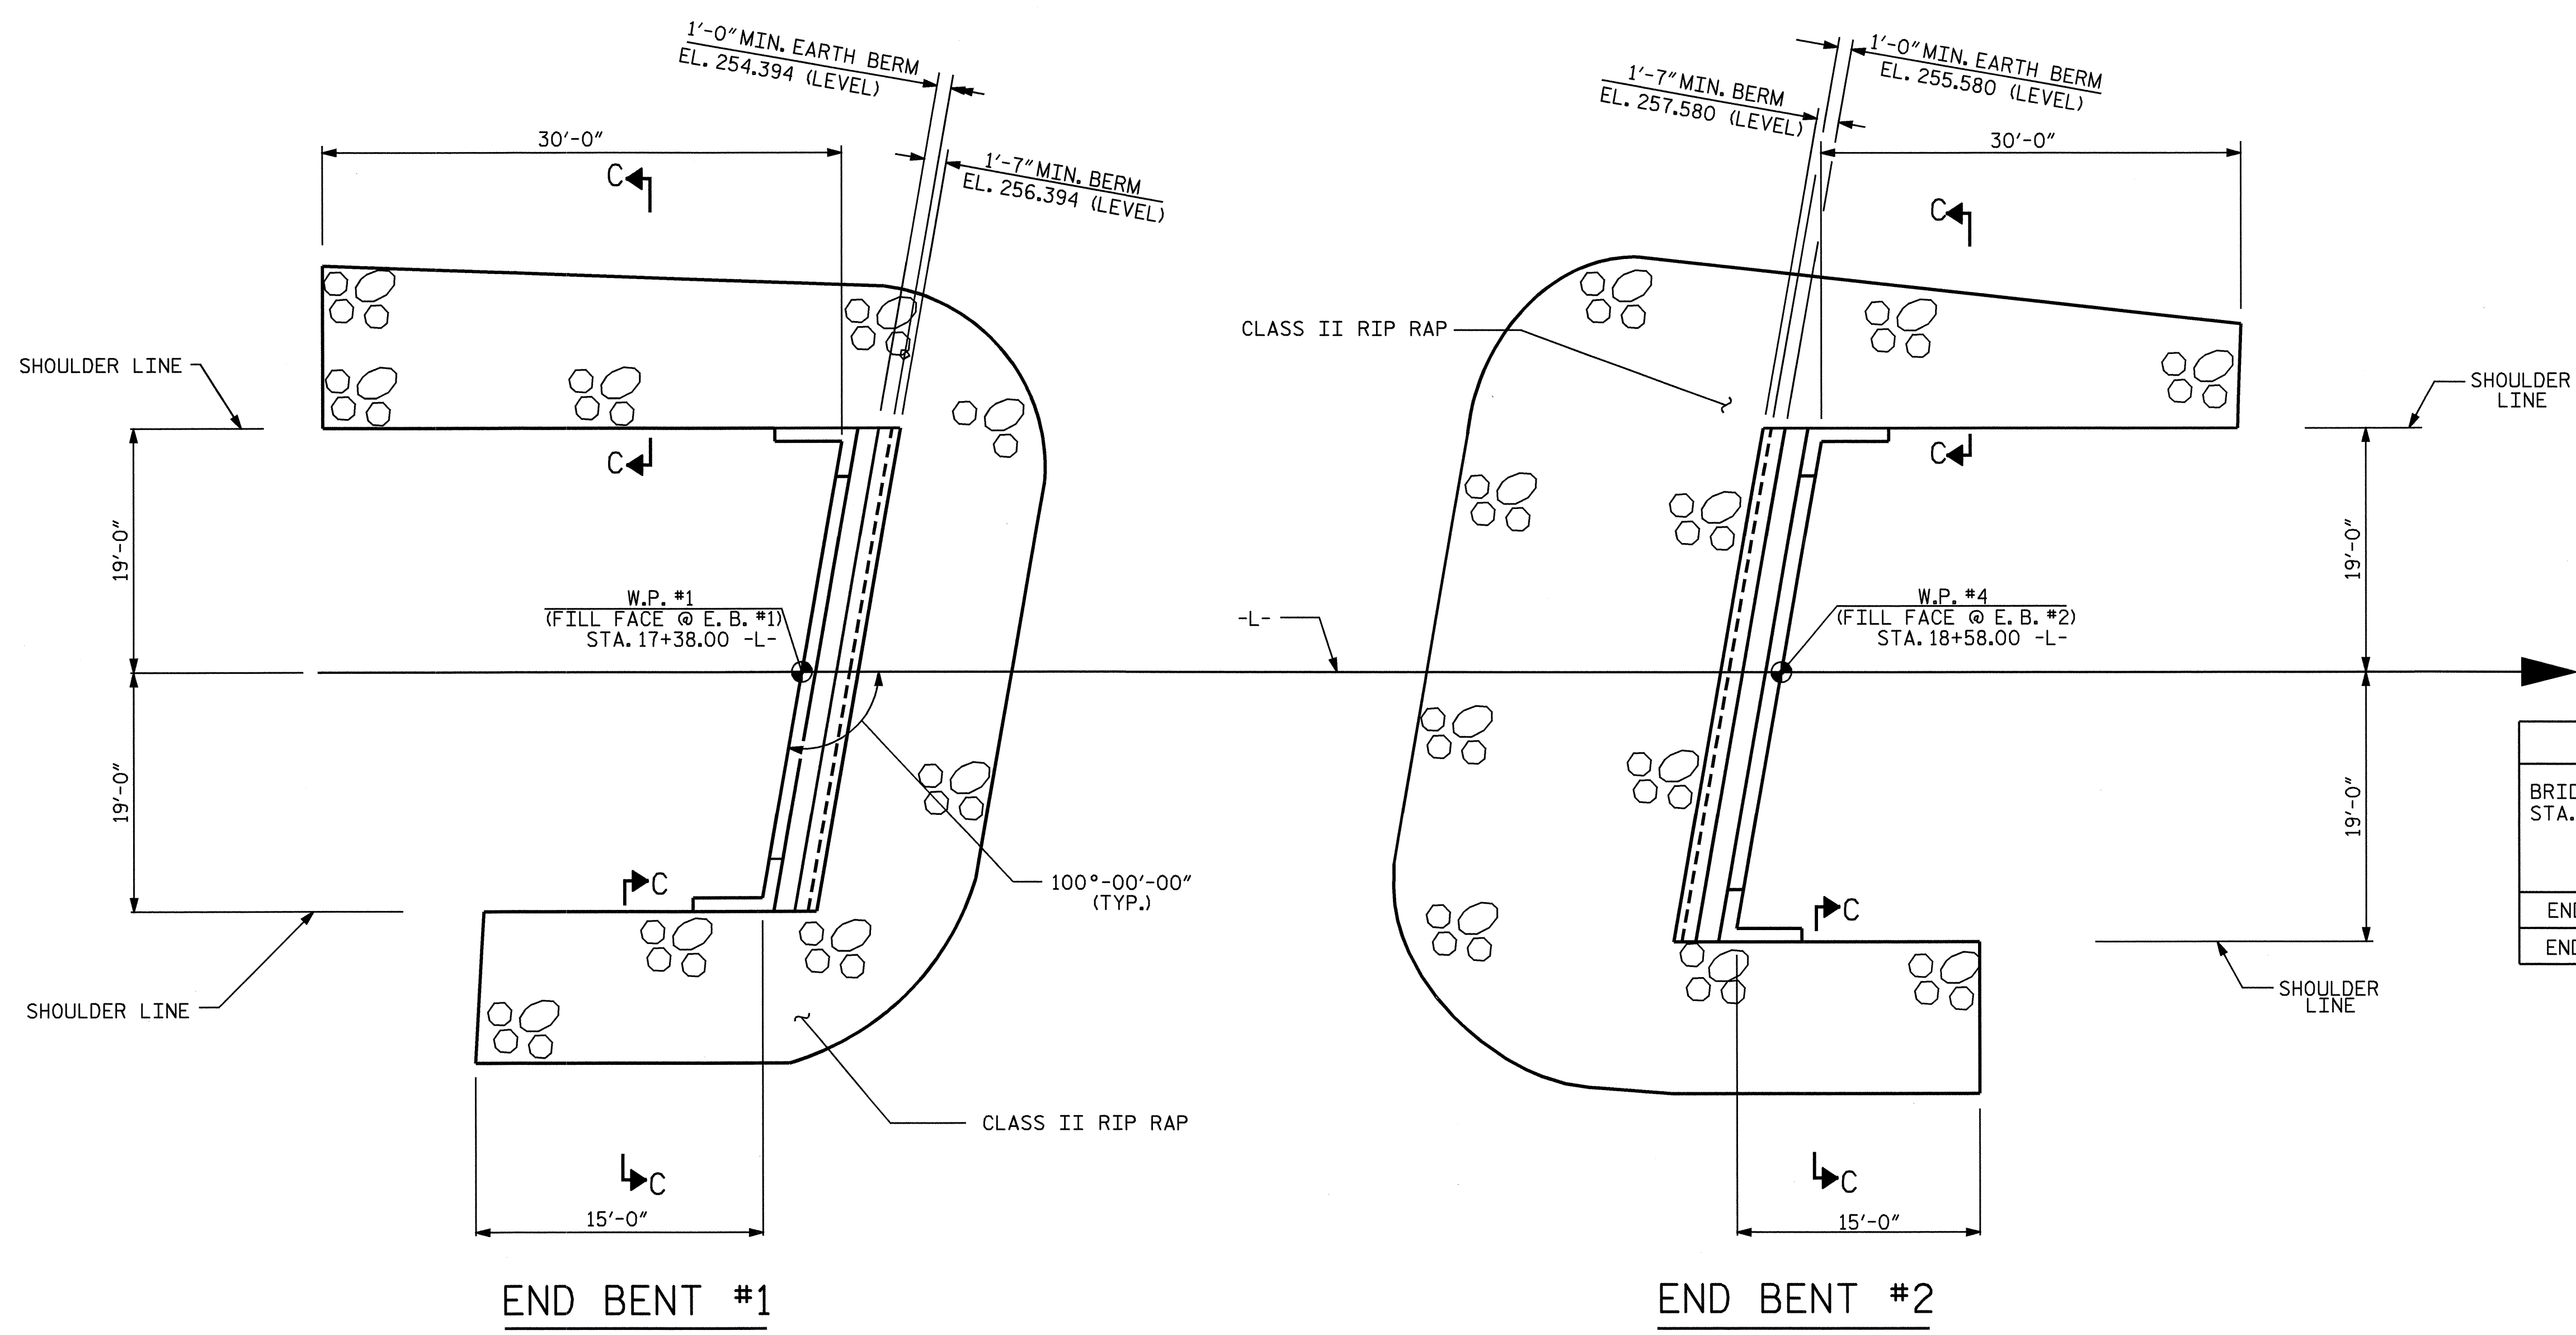 1'-0" MIN. EARTH BERM
EL. 254.394 (LEVEL)
1'-7" MIN. BERM
EL. 256.394 (LEVEL)
30'-0"
C
C
SHOULDER LINE
19'-0"
W.P. #1
(FILL FACE @ E.B. #1)
STA. 17+38.00 -L-
19'-0"
C
100°-00'-00"
(TYP.)
SHOULDER LINE
CLASS II RIP RAP
C
15'-0"
END BENT #1
1'-0" MIN. EARTH BERM
EL. 255.580 (LEVEL)
1'-7" MIN. BERM
EL. 257.580 (LEVEL)
30'-0"
C
CLASS II RIP RAP
SHOULDER
LINE
C
19'-0"
-L-
W.P. #4
(FILL FACE @ E.B. #2)
STA. 18+58.00 -L-
19'-0"
BRID
STA.
C
END
END
SHOULDER
LINE
C
15'-0"
END BENT #2